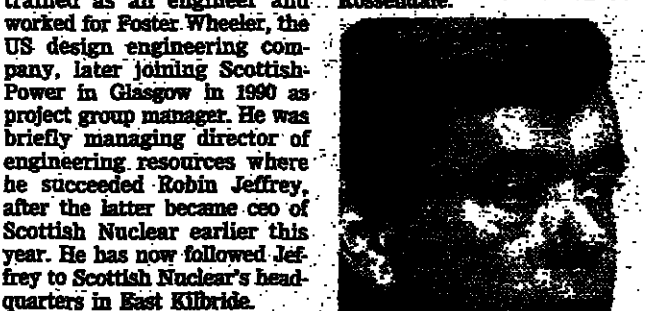 trained as an engineer and
worked for Foster Wheeler, the
US design engineering com-
pany, later joining Scottish-
Power in Glasgow in 1990 as
project group manager. He was
briefly managing director of
engineering resources where
he succeeded Robin Jeffrey,
after the latter became ceo of
Scottish Nuclear earlier this
year. He has now followed Jef-
frey to Scottish Nuclear's head-
quarters in East Kilbride.
Rossendale.